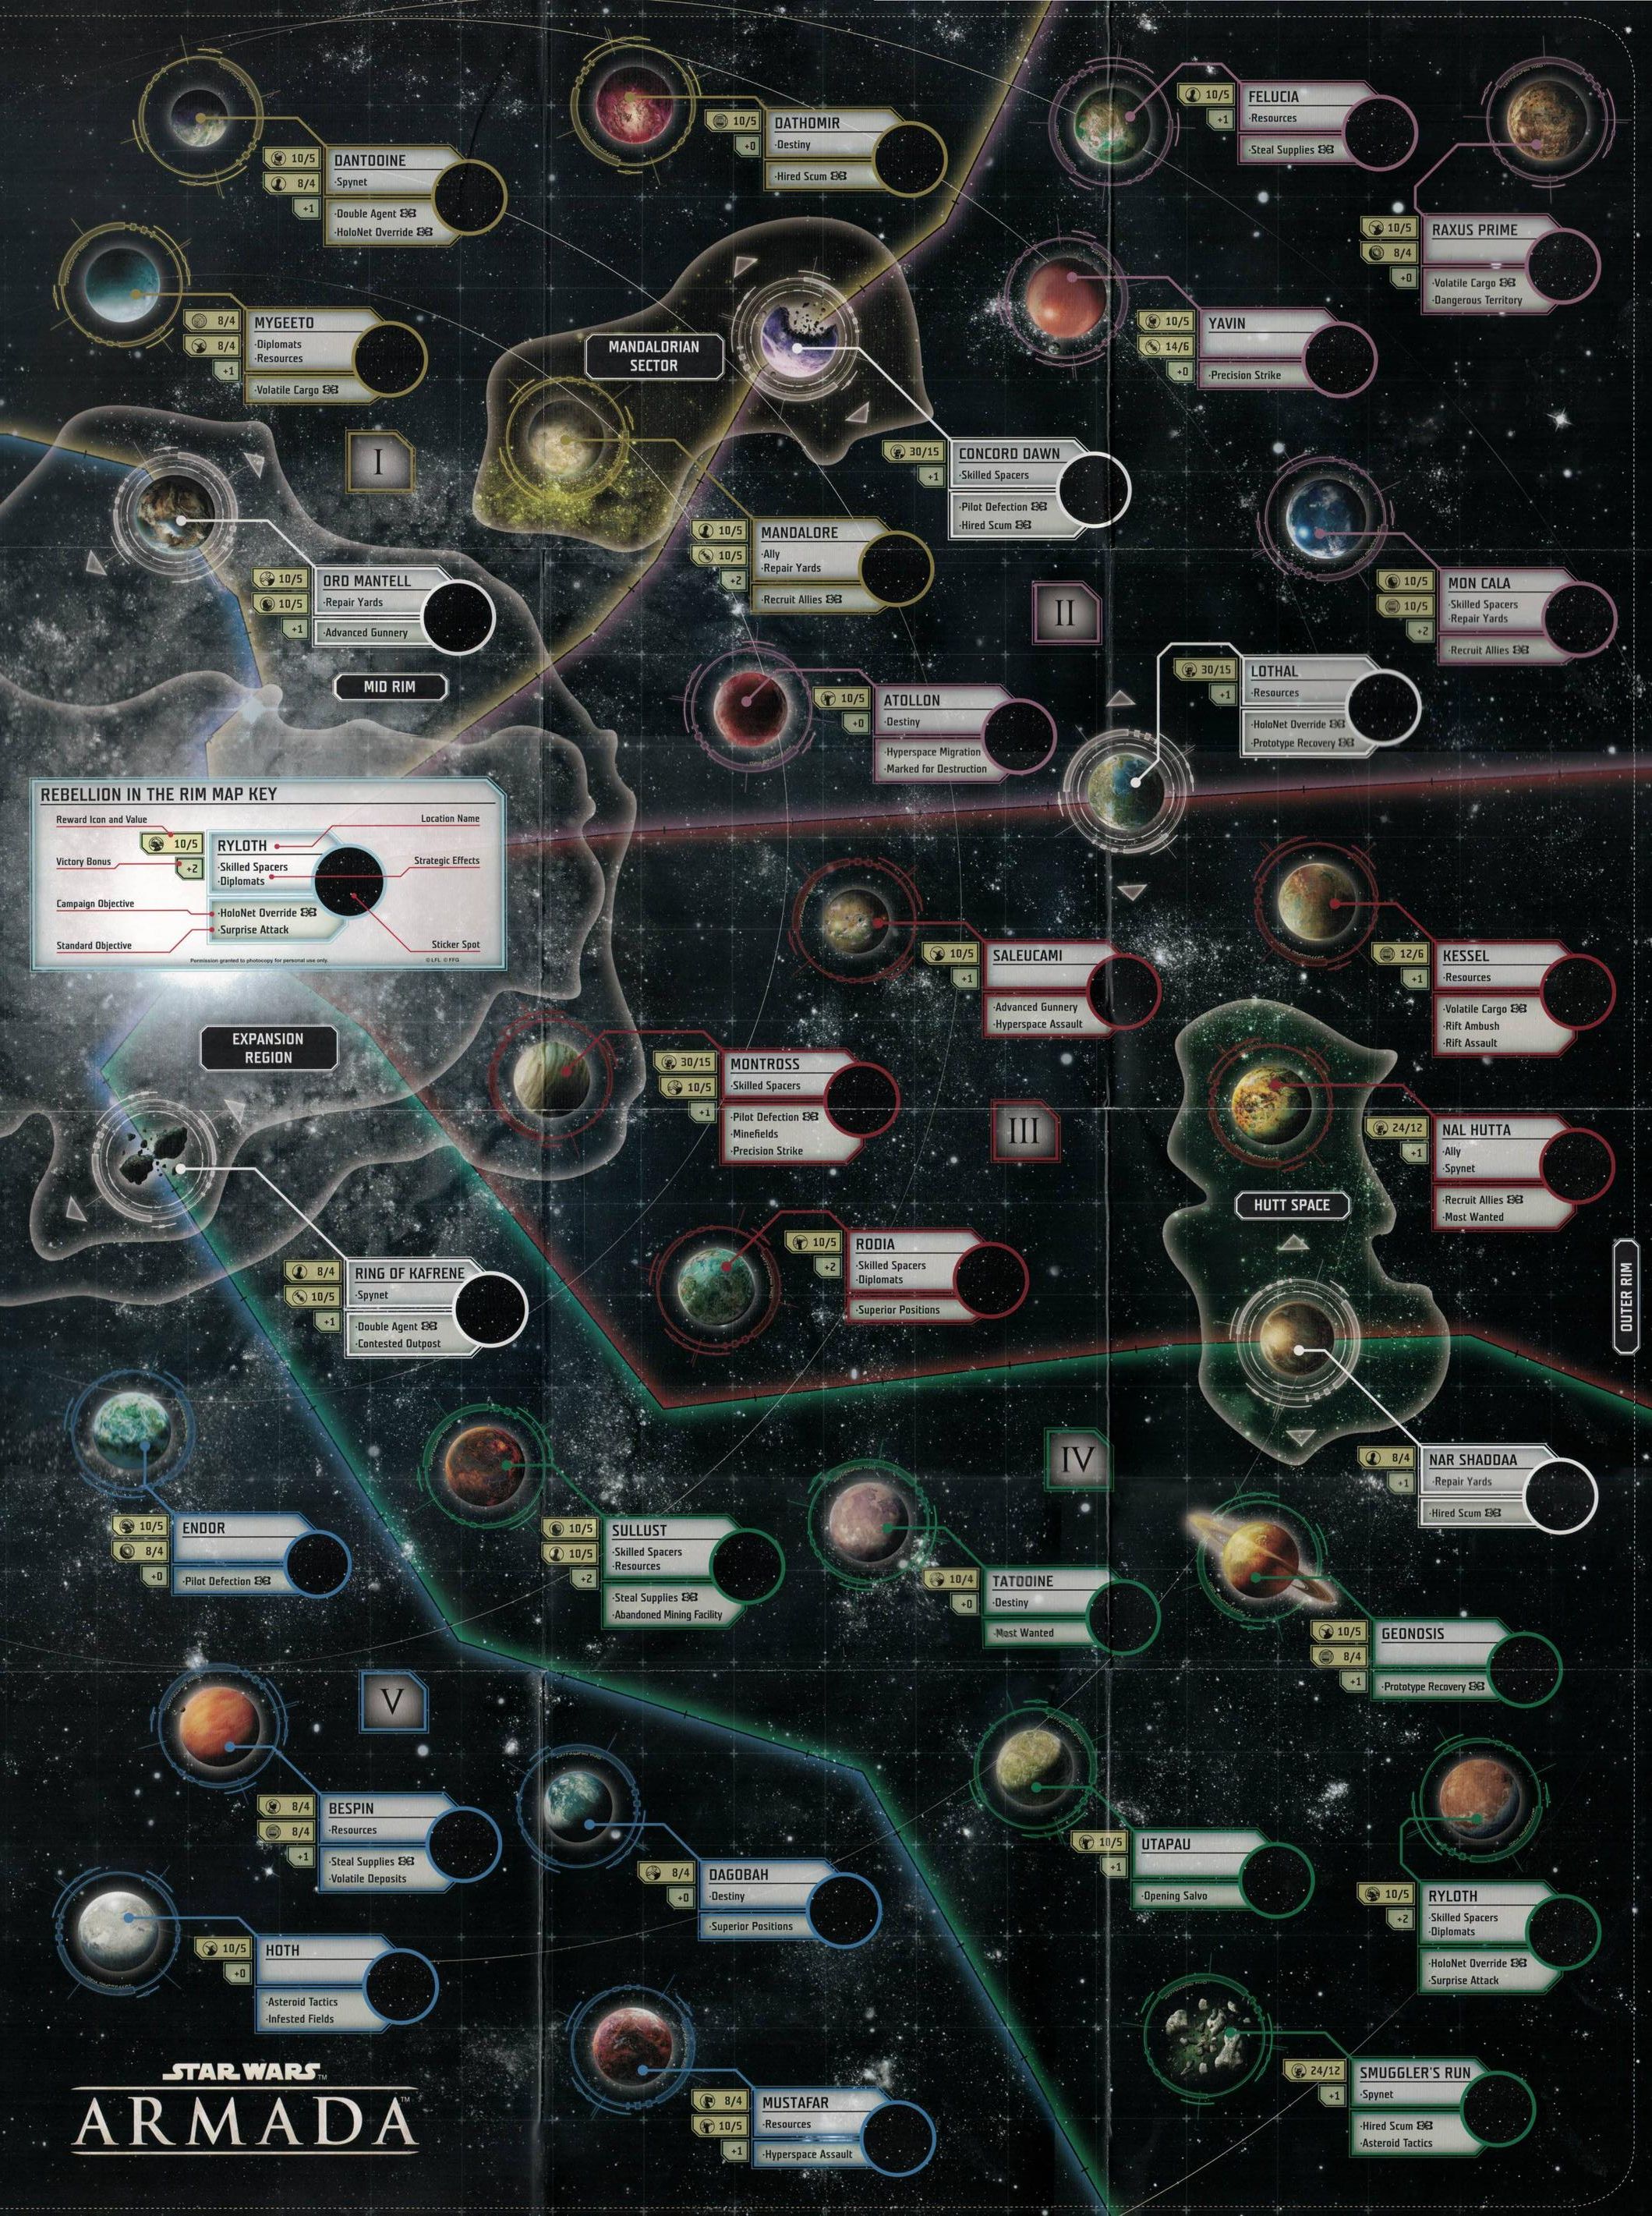 DANTOOINE
10/5
8/4
+1
·Spynet
·Double Agent
·HoloNet Override
DATHOMIR
10/5
+0
·Destiny
·Hired Scum
FELUCIA
10/5
+1
·Resources
·Steal Supplies
RAXUS PRIME
10/5
8/4
+0
·Volatile Cargo
·Dangerous Territory
MYGEETO
8/4
8/4
+1
·Diplomats
·Resources
·Volatile Cargo
MANDALORIAN
SECTOR
YAVIN
10/5
14/6
+0
·Precision Strike
I
CONCORD DAWN
30/15
+1
·Skilled Spacers
·Pilot Defection
·Hired Scum
MANDALORE
10/5
10/5
+2
·Ally
·Repair Yards
·Recruit Allies
ORD MANTELL
10/5
10/5
+1
·Repair Yards
·Advanced Gunnery
MID RIM
II
MON CALA
10/5
10/5
+2
·Skilled Spacers
·Repair Yards
·Recruit Allies
LOTHAL
30/15
+1
·Resources
·HoloNet Override
·Prototype Recovery
ATOLLON
10/5
+0
·Destiny
·Hyperspace Migration
·Marked for Destruction
REBELLION IN THE RIM MAP KEY
Reward Icon and Value
Location Name
10/5
RYLOTH
Victory Bonus
+2
·Skilled Spacers
·Diplomats
Strategic Effects
Campaign Objective
·HoloNet Override
·Surprise Attack
Standard Objective
Sticker Spot
Permission granted to photocopy for personal use only.
© LFL © FFG
SALEUCAMI
10/5
+1
·Advanced Gunnery
·Hyperspace Assault
KESSEL
12/6
+1
·Resources
·Volatile Cargo
·Rift Ambush
·Rift Assault
EXPANSION
REGION
MONTROSS
30/15
10/5
+1
·Skilled Spacers
·Pilot Defection
·Minefields
·Precision Strike
III
NAL HUTTA
24/12
+1
·Ally
·Spynet
·Recruit Allies
·Most Wanted
HUTT SPACE
OUTER RIM
RODIA
10/5
+2
·Skilled Spacers
·Diplomats
·Superior Positions
RING OF KAFRENE
8/4
10/5
+1
·Spynet
·Double Agent
·Contested Outpost
NAR SHADDAA
8/4
+1
·Repair Yards
·Hired Scum
IV
ENDOR
10/5
8/4
+0
·Pilot Defection
SULLUST
10/5
10/5
+2
·Skilled Spacers
·Resources
·Steal Supplies
·Abandoned Mining Facility
TATOOINE
10/4
+0
·Destiny
·Most Wanted
GEONOSIS
10/5
8/4
+1
·Prototype Recovery
V
BESPIN
8/4
8/4
+1
·Resources
·Steal Supplies
·Volatile Deposits
DAGOBAH
8/4
+0
·Destiny
·Superior Positions
UTAPAU
10/5
+1
·Opening Salvo
RYLOTH
10/5
+2
·Skilled Spacers
·Diplomats
·HoloNet Override
·Surprise Attack
HOTH
10/5
+0
·Asteroid Tactics
·Infested Fields
MUSTAFAR
8/4
10/5
+1
·Resources
·Hyperspace Assault
SMUGGLER'S RUN
24/12
+1
·Spynet
·Hired Scum
·Asteroid Tactics
STAR WARS™
ARMADA™